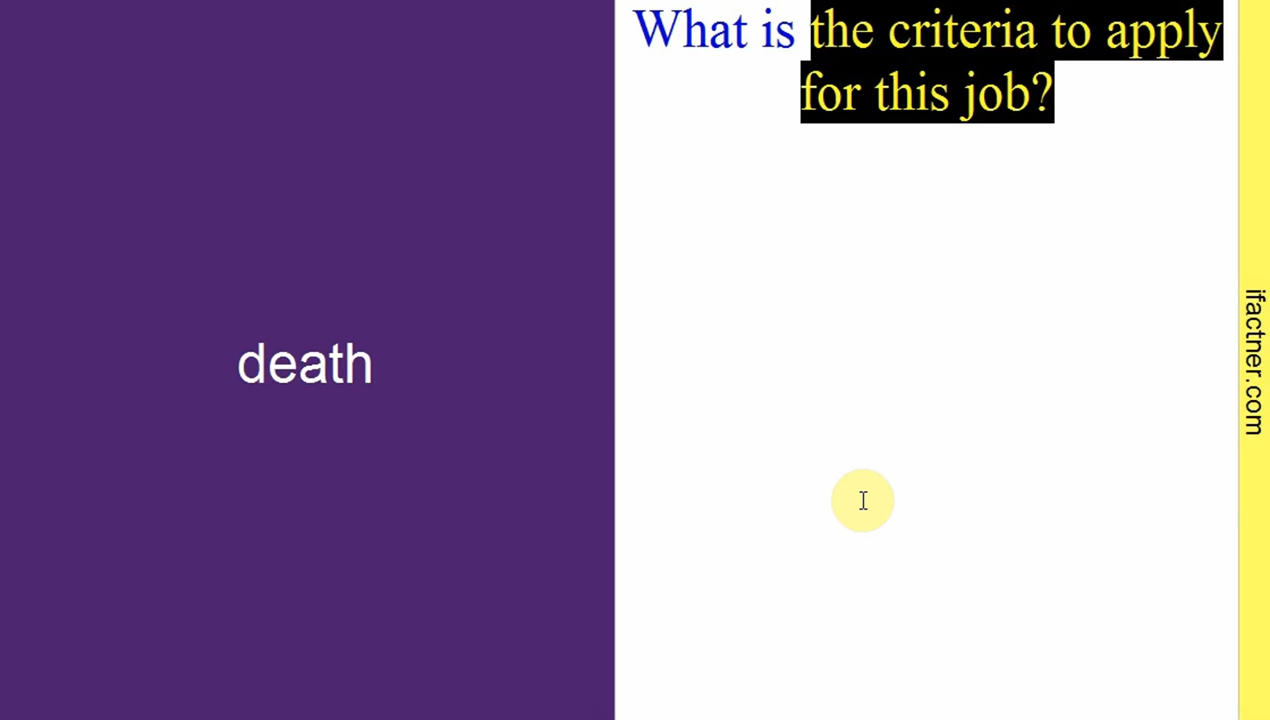 What is the criteria to apply
for this job?
death
ifactner.com